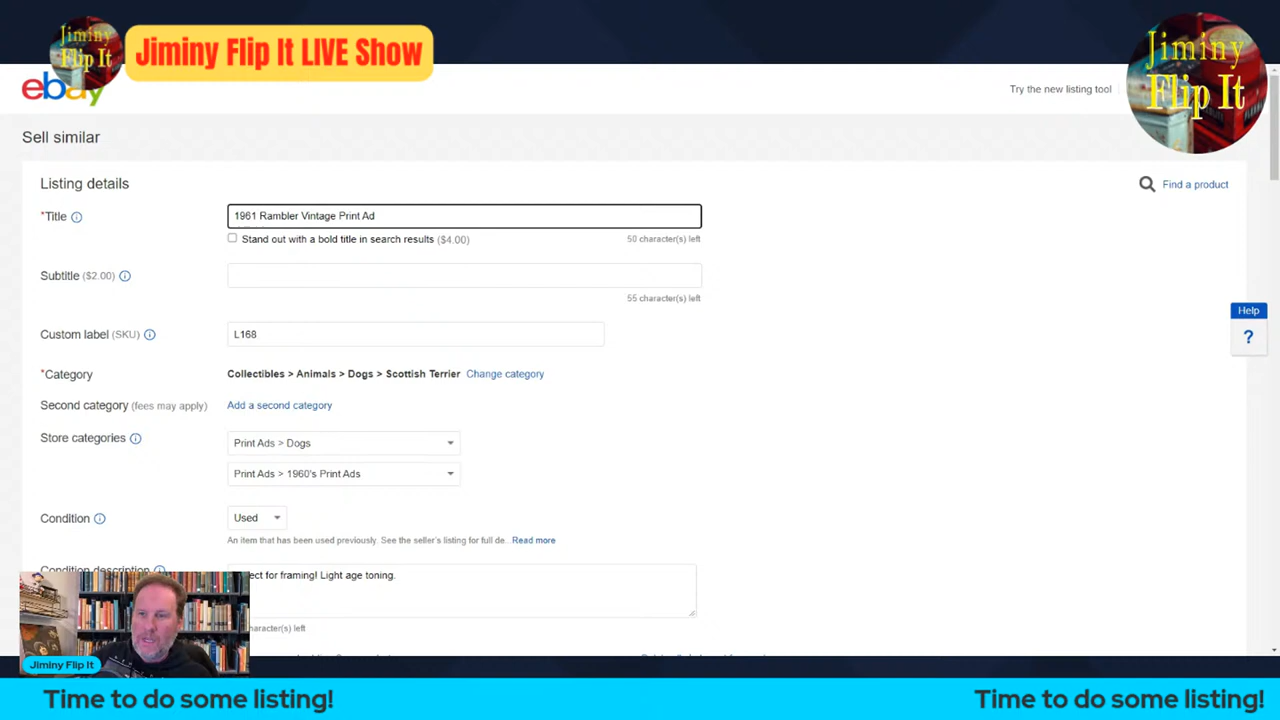 Jiminy Flip It
Jiminy Flip It LIVE Show
Jiminy Flip It
ebay
Try the new listing tool
Sell similar
Listing details
Find a product
*Title
1961 Rambler Vintage Print Ad
Stand out with a bold title in search results ($4.00)
50 character(s) left
Subtitle ($2.00)
55 character(s) left
Help
?
Custom label (SKU)
L168
*Category
Collectibles > Animals > Dogs > Scottish Terrier Change category
Second category (fees may apply)
Add a second category
Store categories
Print Ads > Dogs
Print Ads > 1960's Print Ads
Condition
Used
An item that has been used previously. See the seller's listing for full de... Read more
Condition description
ect for framing! Light age toning.
haracter(s) left
Jiminy Flip It
Time to do some listing!
Time to do some listing!